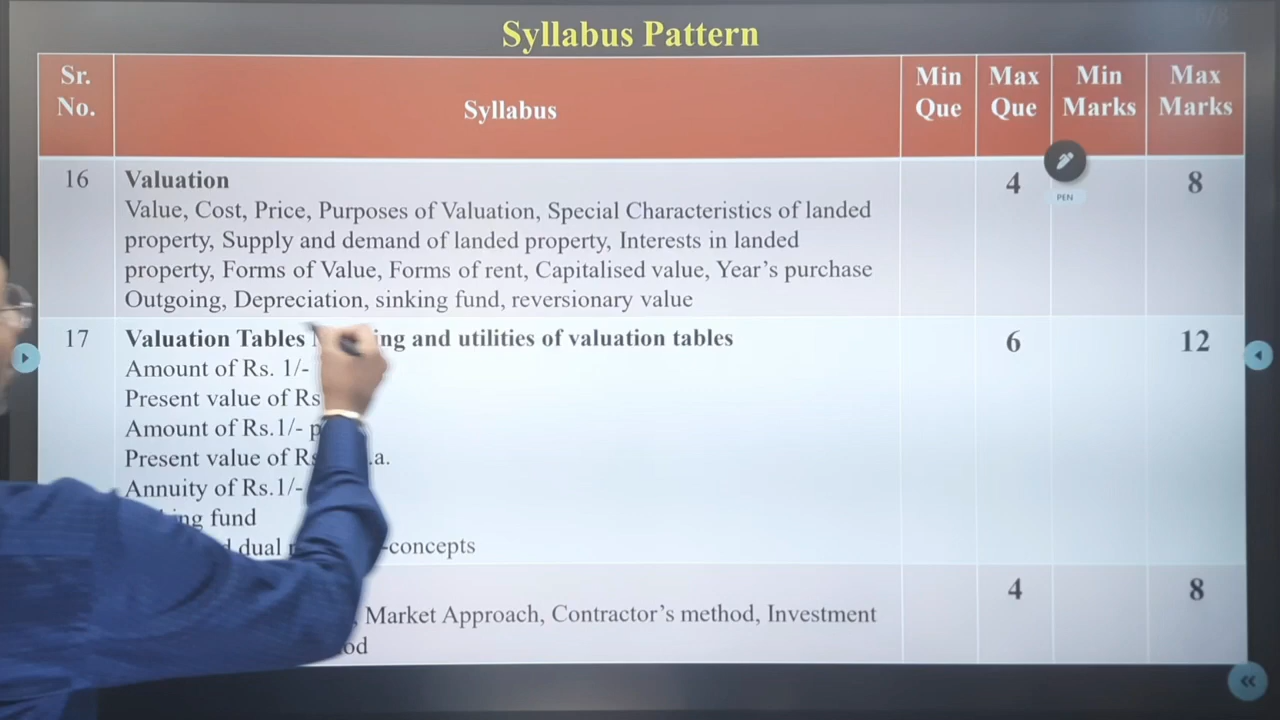 Syllabus Pattern
Sr. No.
Syllabus
Min Que
Max Que
Min Marks
Max Marks
16
Valuation
4
8
PEN
Value, Cost, Price, Purposes of Valuation, Special Characteristics of landed
property, Supply and demand of landed property, Interests in landed
property, Forms of Value, Forms of rent, Capitalised value, Year's purchase
Outgoing, Depreciation, sinking fund, reversionary value
17
Valuation Tables and utilities of valuation tables
6
12
Amount of Rs. 1/-
Present value of Rs
Amount of Rs.1/-
Present value of .a.
Annuity of Rs.1/-
fund
dual -concepts
4
8
, Market Approach, Contractor's method, Investment